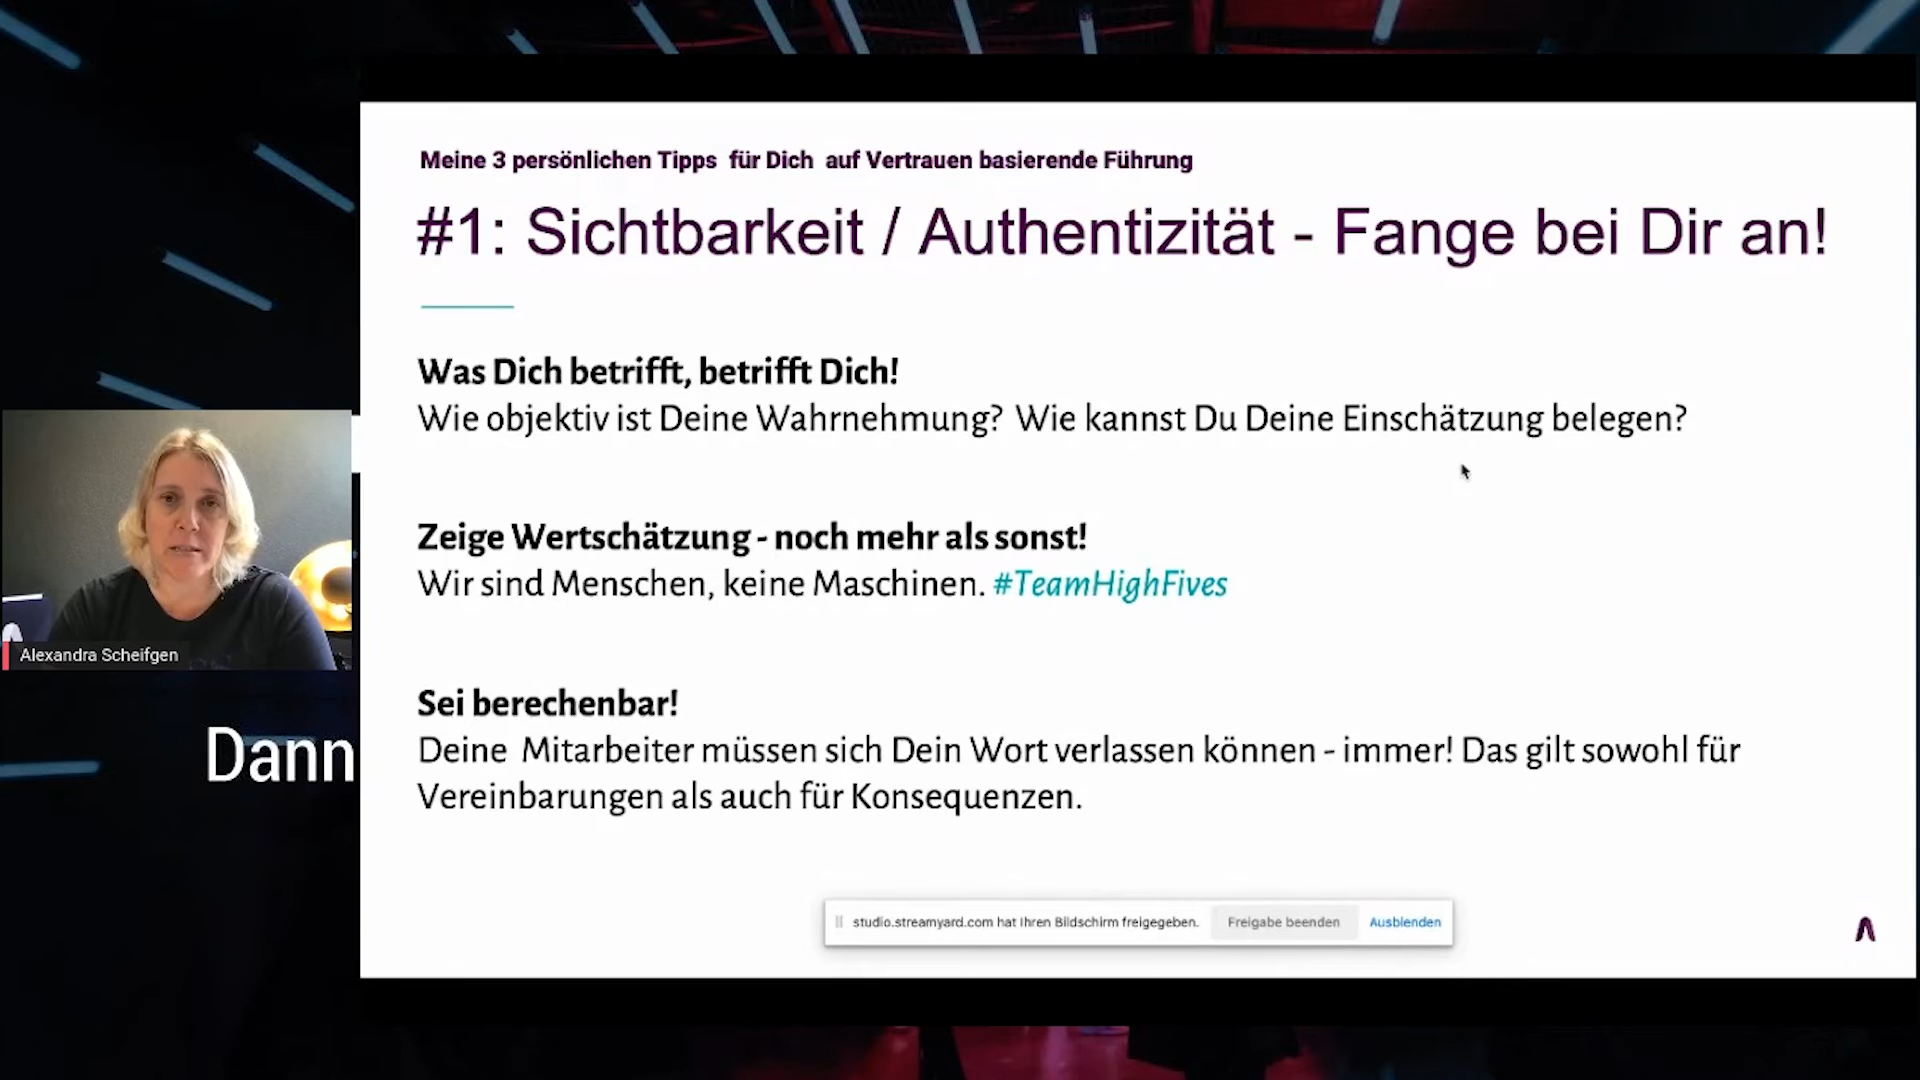 Meine 3 persönlichen Tipps für Dich auf Vertrauen basierende Führung
#1: Sichtbarkeit / Authentizität - Fange bei Dir an!
Was Dich betrifft, betrifft Dich!
Wie objektiv ist Deine Wahrnehmung? Wie kannst Du Deine Einschätzung belegen?
Zeige Wertschätzung - noch mehr als sonst!
Wir sind Menschen, keine Maschinen. #TeamHighFives
Sei berechenbar!
Deine Mitarbeiter müssen sich Dein Wort verlassen können - immer! Das gilt sowohl für
Vereinbarungen als auch für Konsequenzen.
studio.streamyard.com hat Ihren Bildschirm freigegeben. Freigabe beenden Ausblenden
Alexandra Scheifgen
Dann